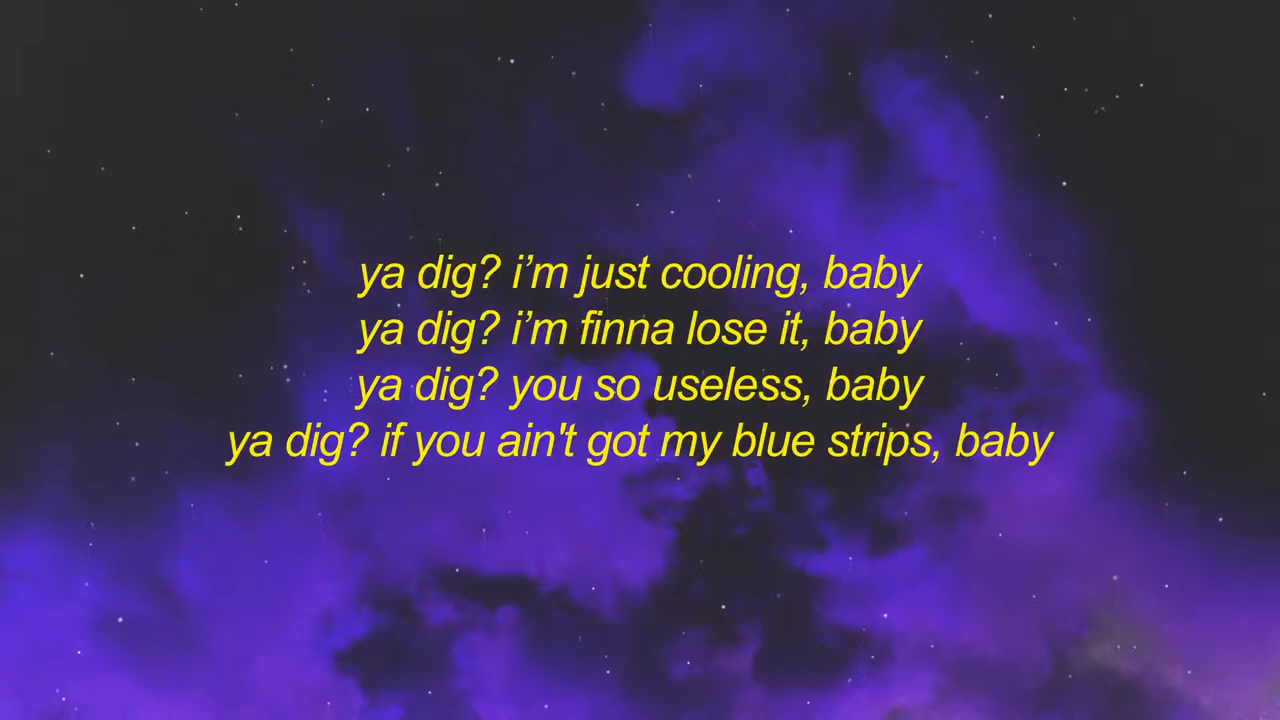 ya dig? i’m just cooling, baby
ya dig? i’m finna lose it, baby
ya dig? you so useless, baby
ya dig? if you ain't got my blue strips, baby